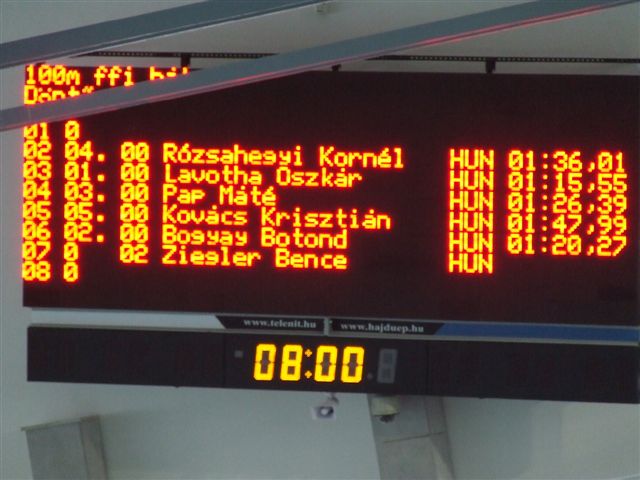 100m ffi
Döntő
01 0
02 04. 00 Rózsahegyi Kornél HUN 01:36,01
03 01. 00 Lavotha Oszkár HUN 01:15,55
04 03. 00 Pap Máté HUN 01:26,39
05 05. 00 Kovács Krisztián HUN 01:47,99
06 02. 00 Bogyay Botond HUN 01:20,27
07 0 02 Ziegler Bence HUN
08 0
www.telenit.hu www.hajduep.hu
08:00